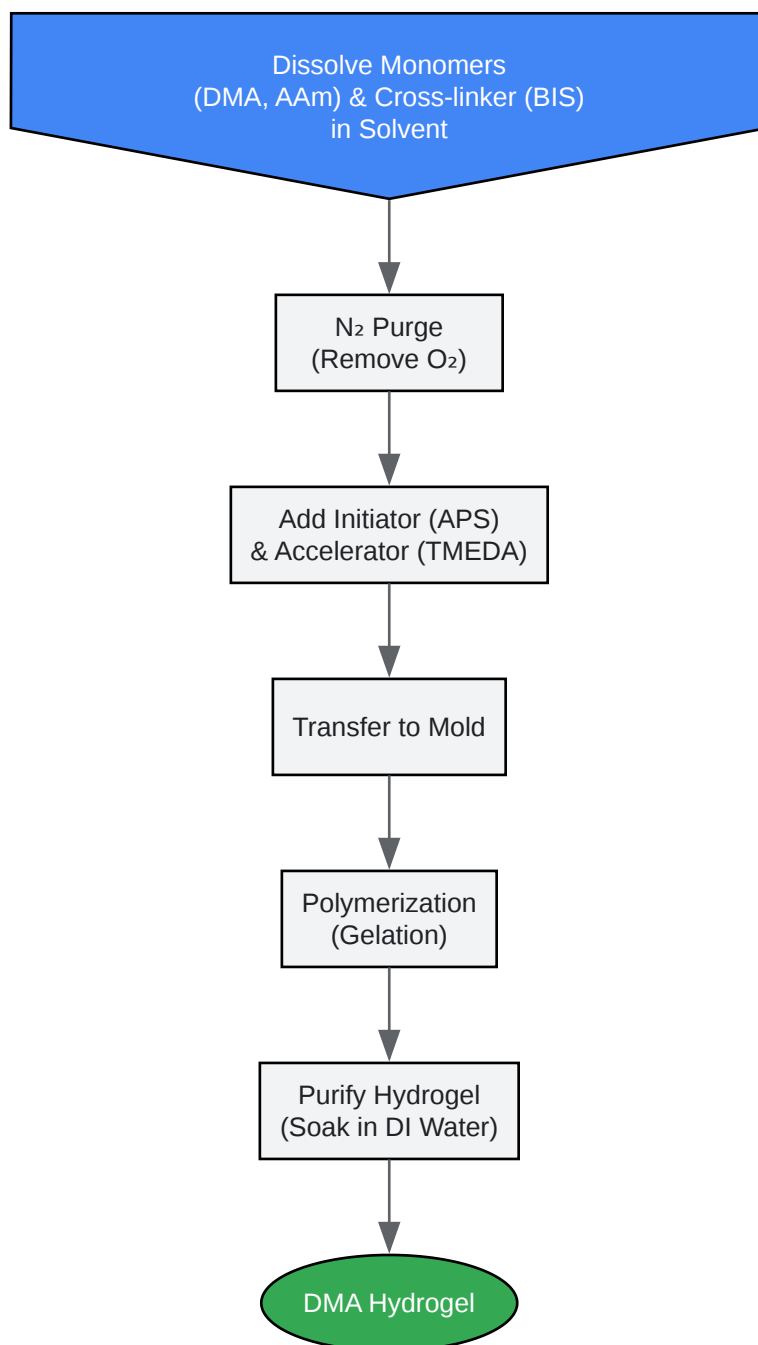 Dissolve Monomers
(DMA, AAm) & Cross-linker (BIS)
in Solvent
N₂ Purge
(Remove O₂)
Add Initiator (APS)
& Accelerator (TMEDA)
Transfer to Mold
Polymerization
(Gelation)
Purify Hydrogel
(Soak in DI Water)
DMA Hydrogel